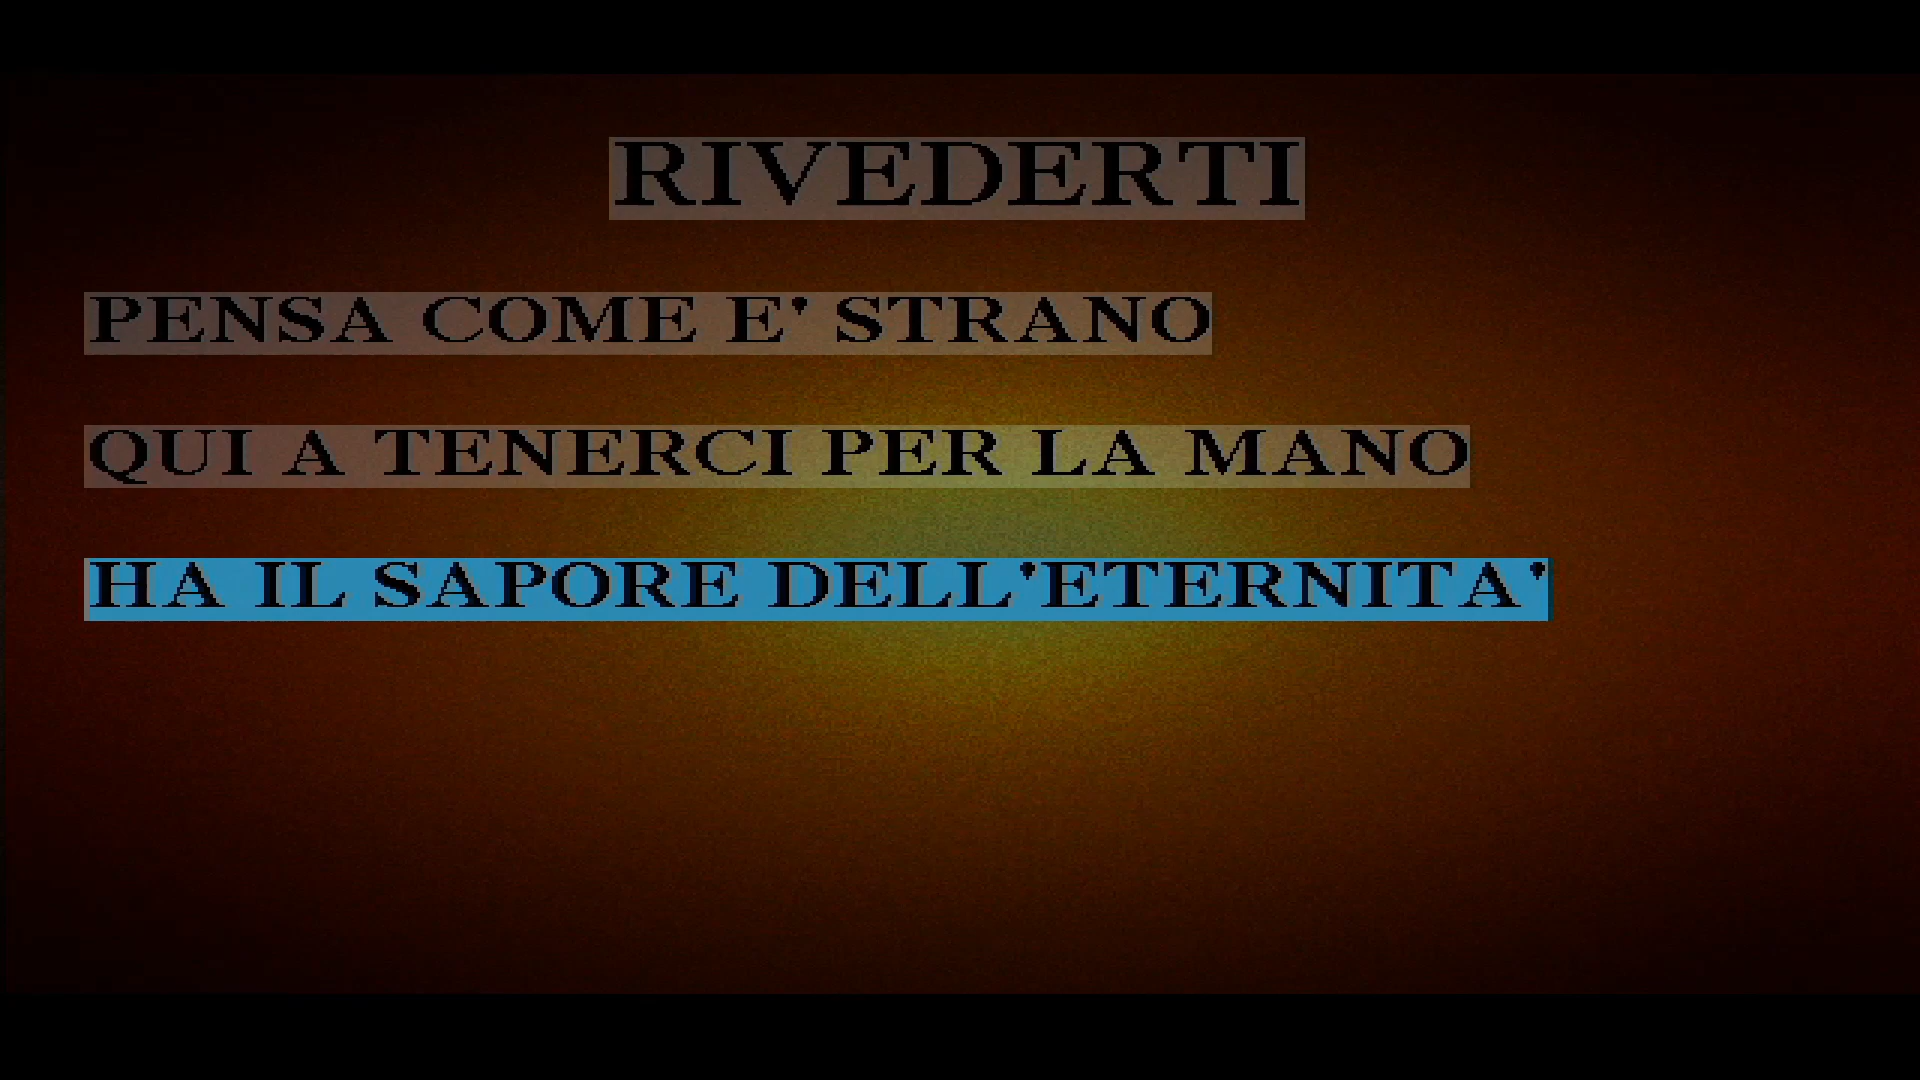 RIVEDERTI
PENSA COME E' STRANO
QUI A TENERCI PER LA MANO
HA IL SAPORE DELL'ETERNITA'